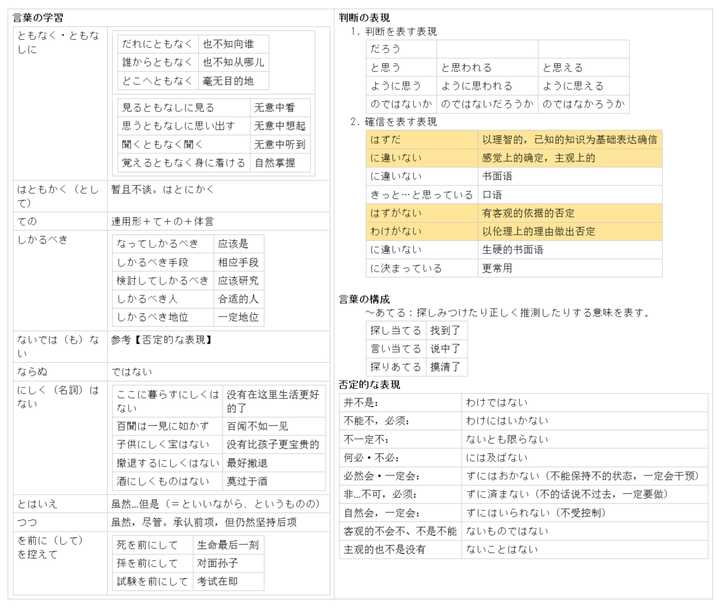 言葉の学習
ともなく・ともな
しに
だれにともなく 也不知向谁
誰からともなく 也不知从哪儿
どこへともなく 毫无目的地
見るともなしに見る 无意中看
思うともなしに思い出す 无意中想起
聞くともなく聞く 无意中听到
覚えるともなく身に着ける 自然掌握
はともかく（とし
て）
暂且不谈。はとにかく
ての 連用形＋て＋の＋体言
しかるべき
なってしかるべき 应该是
しかるべき手段 相应手段
検討してしかるべき 应该研究
しかるべき人 合适的人
しかるべき地位 一定地位
ないでは（も）な
い
参考【否定的な表現】
ならぬ ではない
にしく（名詞）は
ない
ここに暮らすにしくは
ない
没有在这里生活更好
的了
百聞は一見に如かず 百闻不如一见
子供にしく宝はない 没有比孩子更宝贵的
撤退するにしくはない 最好撤退
酒にしくものはない 莫过于酒
とはいえ 虽然…但是（＝といいながら、というものの）
つつ 虽然，尽管。承认前项，但仍然坚持后项
を前に（して）
を控えて
死を前にして 生命最后一刻
孫を前にして 对面孙子
試験を前にして 考试在即
判断の表現
1. 判断を表す表現
だろう
と思う と思われる と思える
ように思う ように思われる ように思える
のではないか のではないだろうか のではなかろうか
2. 確信を表す表現
はずだ 以理智的，已知的知识为基础表达确信
に違いない 感觉上的确定，主观上的
に違いない 书面语
きっと…と思っている 口语
はずがない 有客观的依据的否定
わけがない 以伦理上的理由做出否定
に違いない 生硬的书面语
に決まっている 更常用
言葉の構成
～あてる：探しみつけたり正しく推測したりする意味を表す。
探し当てる 找到了
言い当てる 说中了
探りあてる 摸清了
否定的な表現
并不是： わけではない
不能不，必须： わけにはいかない
不一定不； ないとも限らない
何必・不必； には及ばない
必然会・一定会： ずにはおかない（不能保持不的状态，一定会干预）
非…不可，必须： ずに済まない（不的话说不过去，一定要做）
自然会，一定会： ずにはいられない（不受控制）
客观的不会不、不是不能 ないものではない
主观的也不是没有 ないことはない